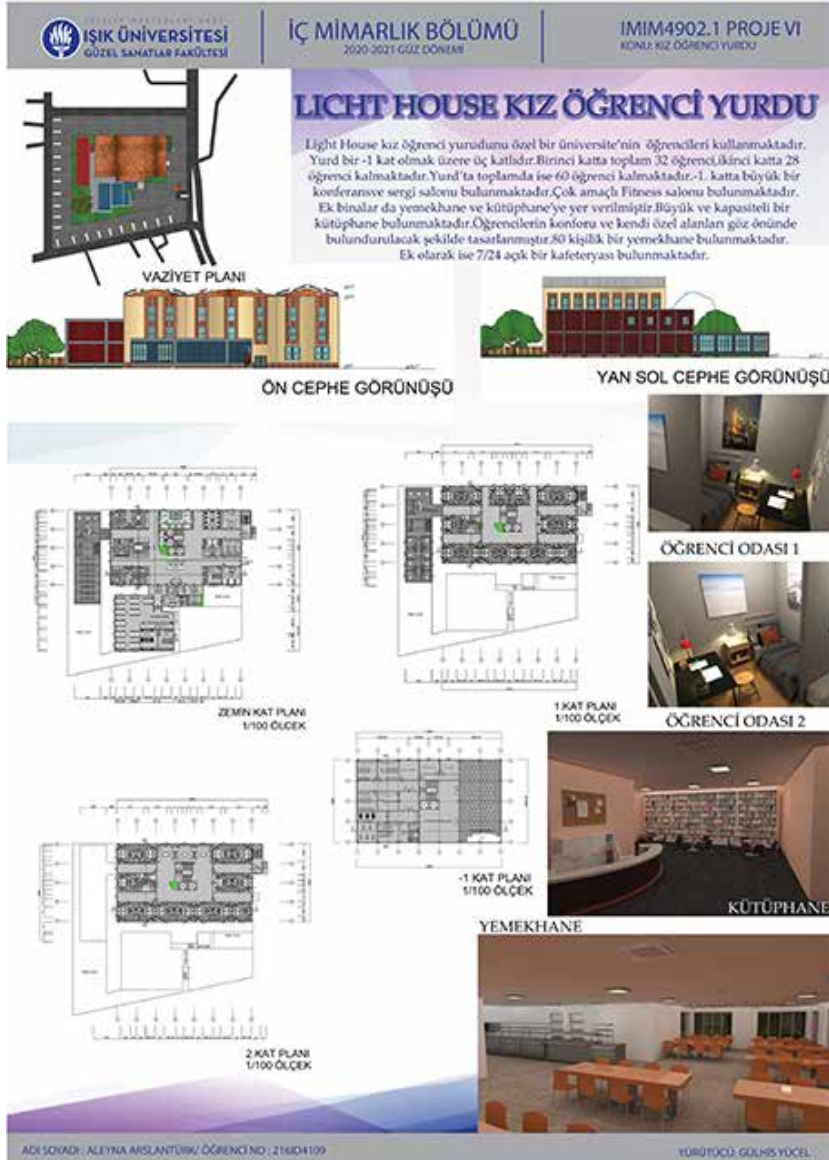 IŞIK ÜNİVERSİTESİ
GÜZEL SANATLAR FAKÜLTESİ
İÇ MİMARLIK BÖLÜMÜ
2020-2021 GÜZ DÖNEMİ
IMIM4902.1 PROJE VI
KONU: KIZ ÖĞRENCİ YURDU
LICHT HOUSE KIZ ÖĞRENCİ YURDU
Light House kız öğrenci yurudunu özel bir üniversite'nin öğrencileri kullanmaktadır.
Yurd bir -1 kat olmak üzere üç katlıdır.Birinci katta toplam 32 öğrenci,ikinci katta 28
öğrenci kalmaktadır.Yurd'ta toplamda ise 60 öğrenci kalmaktadır.-1. katta büyük bir
konferansve sergi salonu bulunmaktadır.Çok amaçlı Fitness salonu bulunmaktadır.
Ek binalar da yemekhane ve kütüphane'ye yer verilmiştir.Büyük ve kapasiteli bir
kütüphane bulunmaktadır.Öğrencilerin konforu ve kendi özel alanları göz önünde
bulundurulacak şekilde tasarlanmıştır.80 kişilik bir yemekhane bulunmaktadır.
Ek olarak ise 7/24 açık bir kafeteryası bulunmaktadır.
VAZİYET PLANI
ÖN CEPHE GÖRÜNÜŞÜ
YAN SOL CEPHE GÖRÜNÜŞÜ
ÖĞRENCİ ODASI 1
ZEMİN KAT PLANI
1/100 ÖLÇEK
1.KAT PLANI
1/100 ÖLÇEK
ÖĞRENCİ ODASI 2
-1.KAT PLANI
1/100 ÖLÇEK
KÜTÜPHANE
YEMEKHANE
2.KAT PLANI
1/100 ÖLÇEK
ADI SOYADI : ALEYNA ARSLANTÜRK/ ÖĞRENCİ NO : 216ID4109
YÜRÜTÜCÜ: GÜLHİS YÜCEL